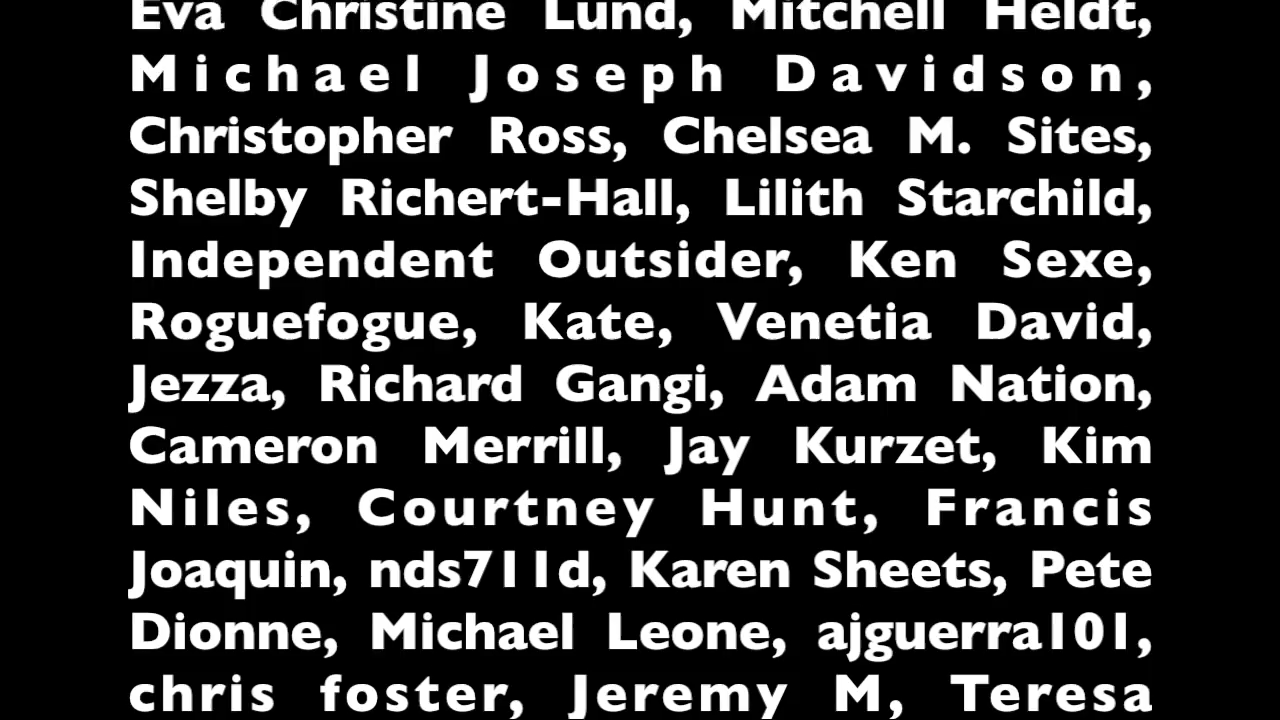 Eva Christine Lund, Mitchell Heldt,
Michael Joseph Davidson,
Christopher Ross, Chelsea M. Sites,
Shelby Richert-Hall, Lilith Starchild,
Independent Outsider, Ken Sexe,
Roguefogue, Kate, Venetia David,
Jezza, Richard Gangi, Adam Nation,
Cameron Merrill, Jay Kurzet, Kim
Niles, Courtney Hunt, Francis
Joaquin, nds711d, Karen Sheets, Pete
Dionne, Michael Leone, ajguerra101,
chris foster, Jeremy M, Teresa